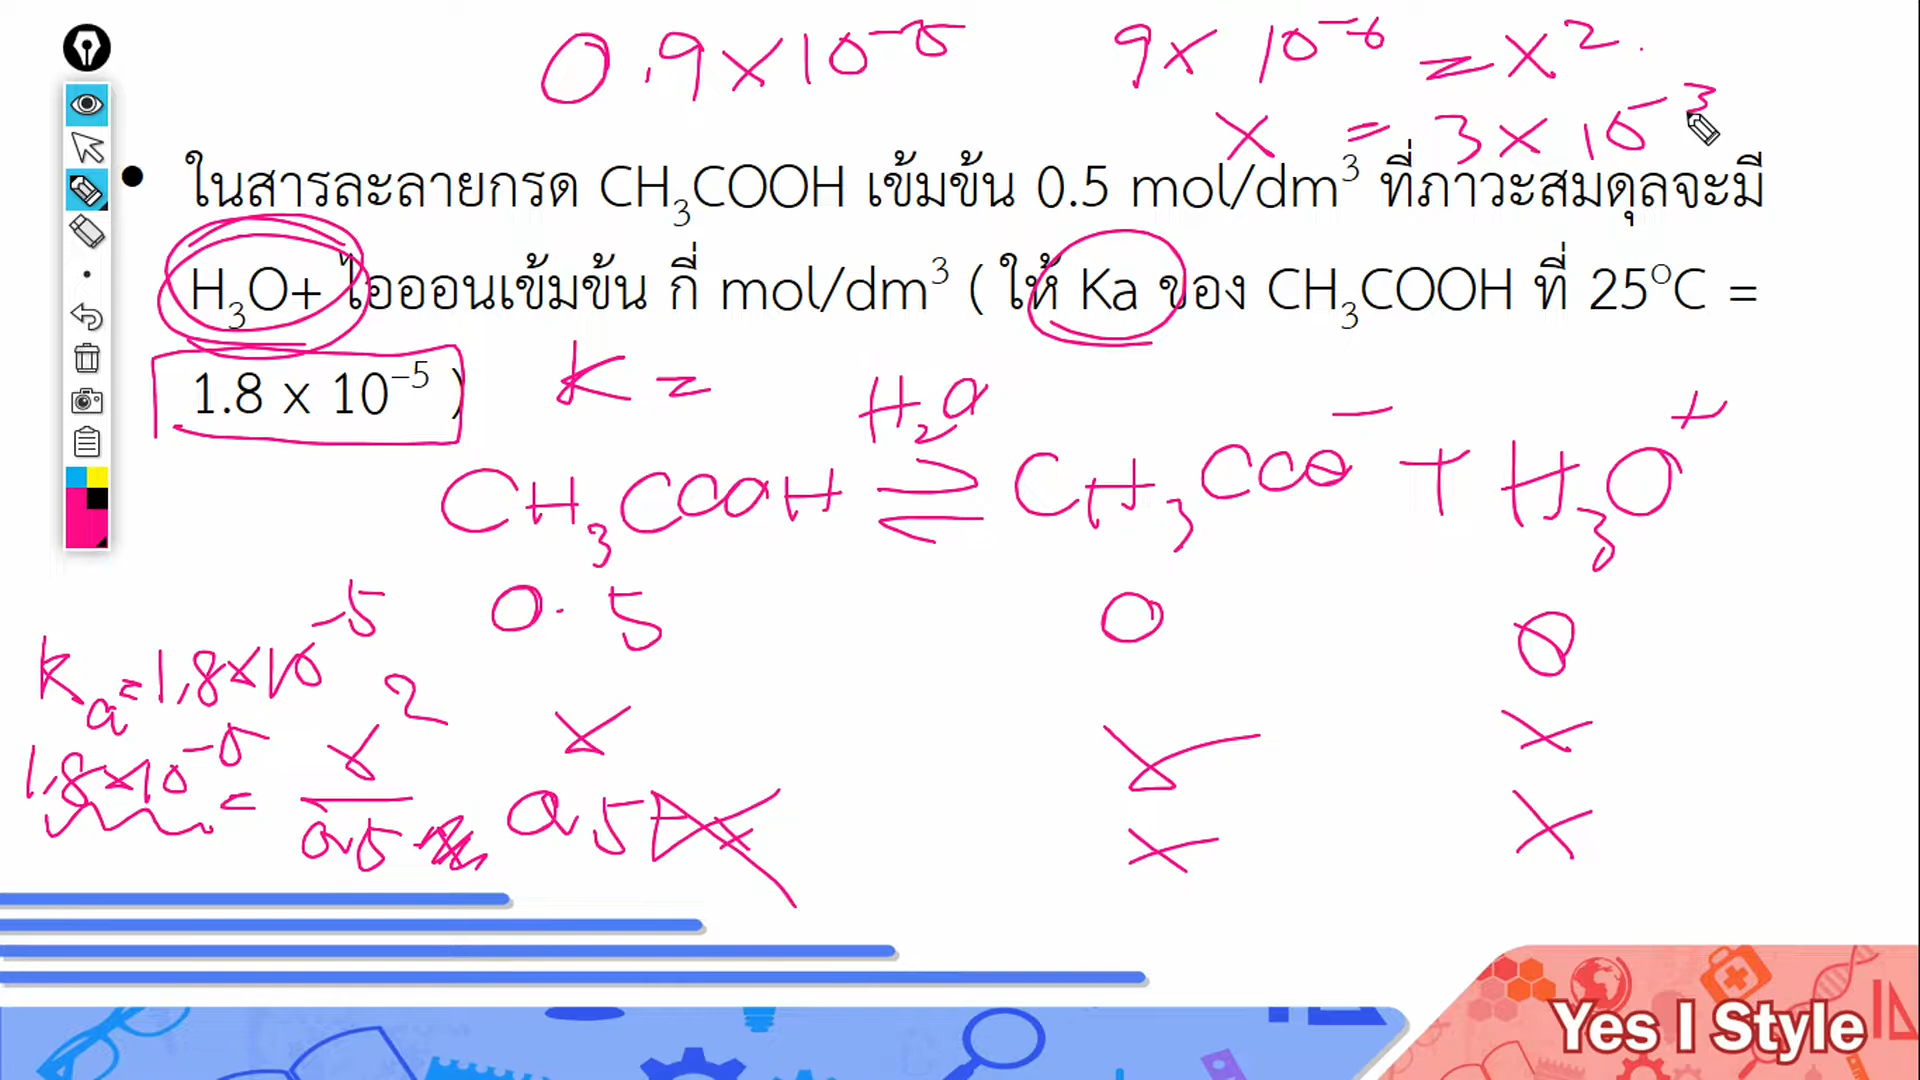 0.9×10⁻⁵ 9× 10⁻⁶ = x².
x = 3×10⁻³
• ในสารละลายกรด CH₃COOH เข้มข้น 0.5 mol/dm³ ที่ภาวะสมดุลจะมี
H₃O+ ไอออนเข้มข้น กี่ mol/dm³ ( ให้ Ka ของ CH₃COOH ที่ 25°C =
1.8 x 10⁻⁵ )
K =
H₂O
CH₃COOH ⇌ CH₃COO⁻ + H₃O⁺
0.5 0 0
Ka=1.8×10⁻⁵
x x x
1.8×10⁻⁵ = x²/0.5
0.5 x x
Yes I Style